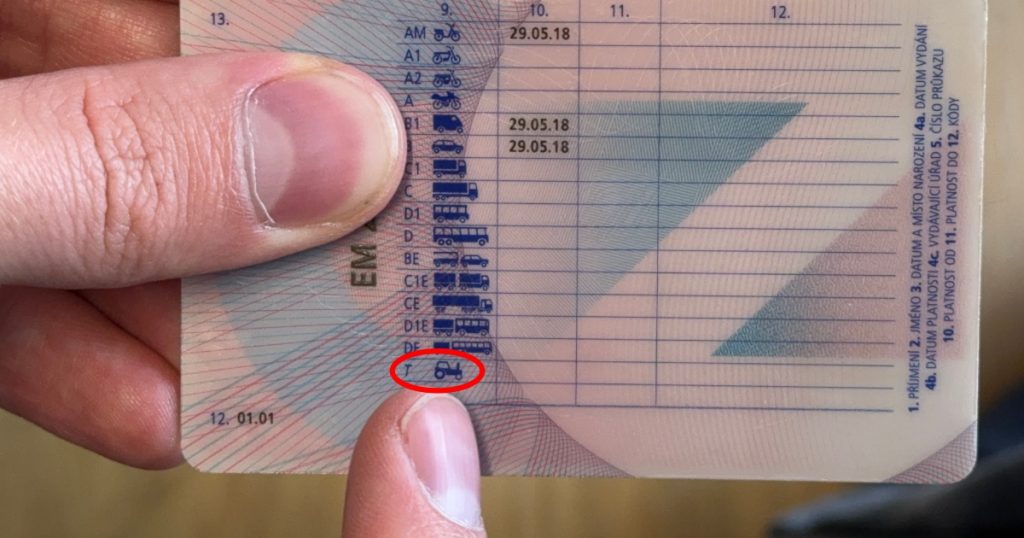 13. 9. 10. 11. 12.
AM 29.05.18
A1
A2
A
B1 29.05.18
29.05.18
C1
C
D1
D
BE
C1E
CE
D1E
DE
T
EM
12. 01.01
1. PŘÍJMENÍ 2. JMÉNO 3. DATUM A MÍSTO NAROZENÍ 4a. DATUM VYDÁNÍ
4b. DATUM PLATNOSTI 4c. VYDÁVAJÍCÍ ÚŘAD 5. ČÍSLO PRŮKAZU
10. PLATNOST OD 11. PLATNOST DO 12. KÓDY